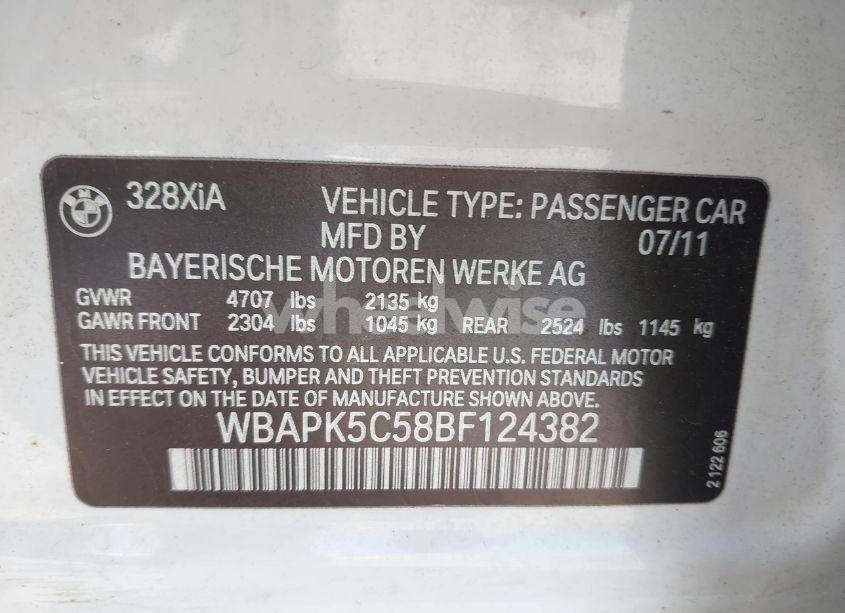 328XiA VEHICLE TYPE: PASSENGER CAR
MFD BY 07/11
BAYERISCHE MOTOREN WERKE AG
GVWR 4707 lbs 2135 kg
GAWR FRONT 2304 lbs 1045 kg REAR 2524 lbs 1145 kg
THIS VEHICLE CONFORMS TO ALL APPLICABLE U.S. FEDERAL MOTOR
VEHICLE SAFETY, BUMPER AND THEFT PREVENTION STANDARDS
IN EFFECT ON THE DATE OF MANUFACTURE SHOWN ABOVE.
WBAPK5C58BF124382
2 122 606
wheelwise